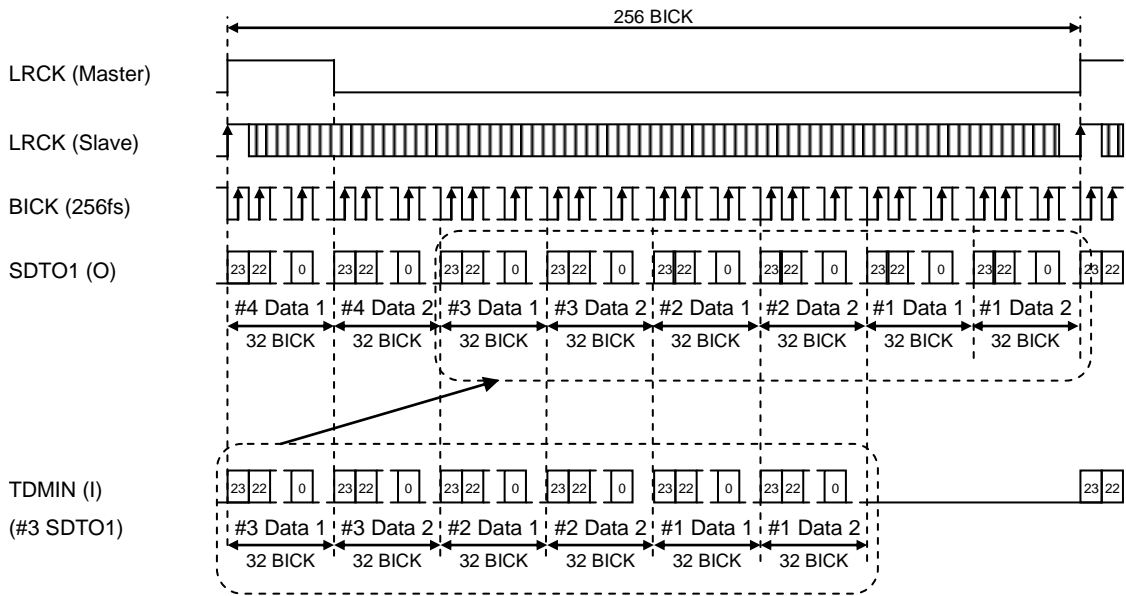 256 BICK
LRCK (Master)
LRCK (Slave)
BICK (256fs)
SDTO1 (O)
23 22 0 23 22 0 23 22 0 23 22 0 23 22 0 23 22 0 23 22 0 23 22 0 23 22
#4 Data 1 #4 Data 2 #3 Data 1 #3 Data 2 #2 Data 1 #2 Data 2 #1 Data 1 #1 Data 2
32 BICK 32 BICK 32 BICK 32 BICK 32 BICK 32 BICK 32 BICK 32 BICK
TDMIN (I)
23 22 0 23 22 0 23 22 0 23 22 0 23 22 0 23 22 0 23 22
(#3 SDTO1)
#3 Data 1 #3 Data 2 #2 Data 1 #2 Data 2 #1 Data 1 #1 Data 2
32 BICK 32 BICK 32 BICK 32 BICK 32 BICK 32 BICK